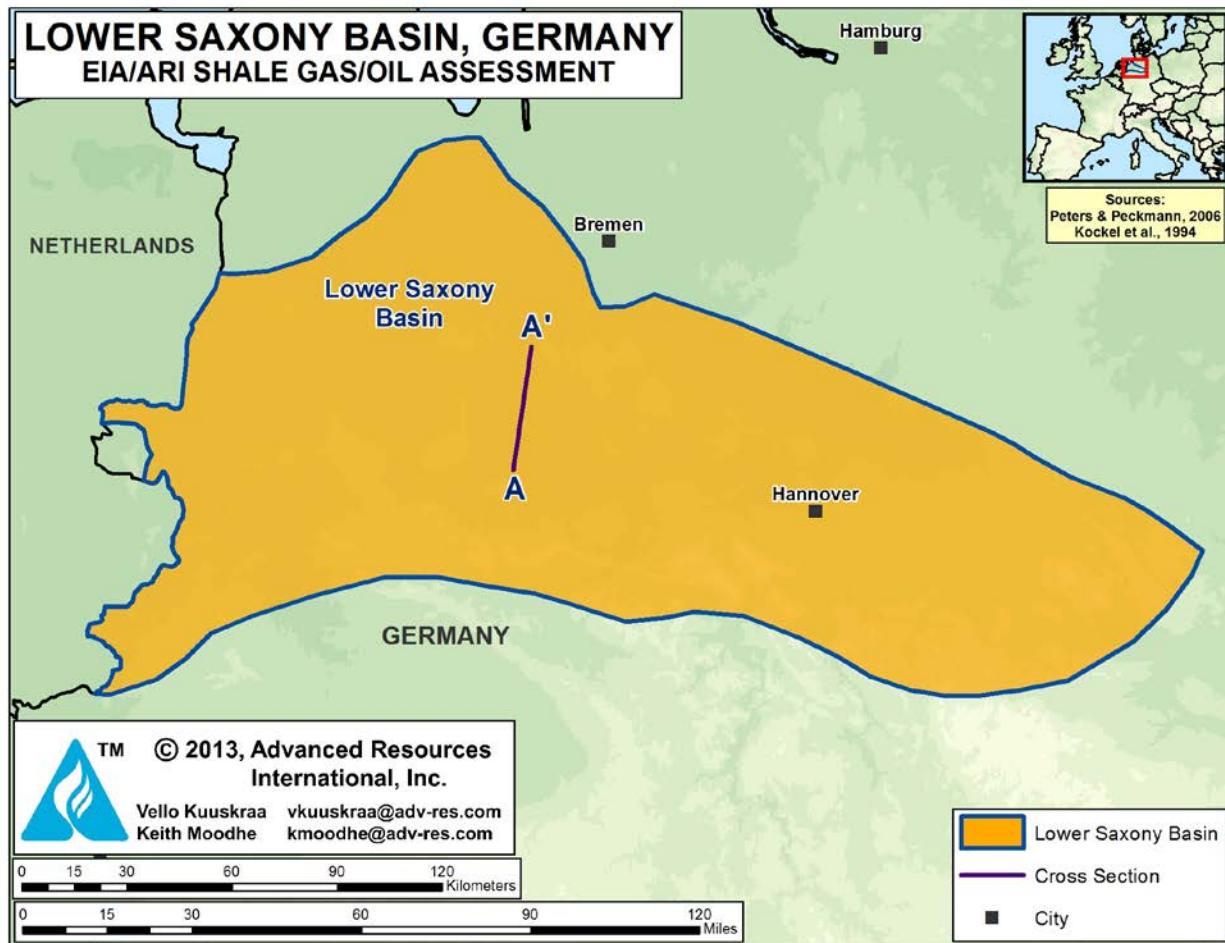 LOWER SAXONY BASIN, GERMANY
EIA/ARI SHALE GAS/OIL ASSESSMENT
Hamburg
Sources:
Peters & Peckmann, 2006
Kockel et al., 1994
Bremen
NETHERLANDS
Lower Saxony
Basin
A'
A
Hannover
GERMANY
TM
© 2013, Advanced Resources
International, Inc.
Vello Kuuskraa vkuuskraa@adv-res.com
Keith Moodhe kmoodhe@adv-res.com
0 15 30 60 90 120
Kilometers
0 15 30 60 90 120
Miles
Lower Saxony Basin
Cross Section
City